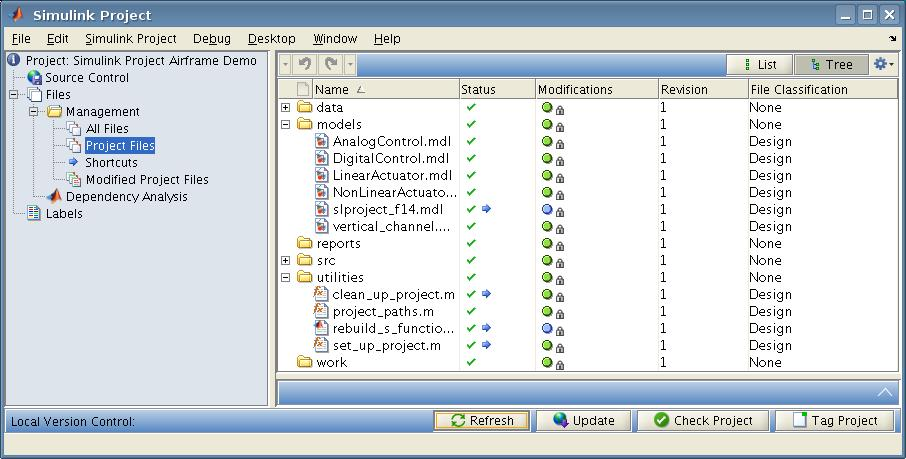 Simulink Project
File Edit Simulink Project Debug Desktop Window Help
Project: Simulink Project Airframe Demo
Source Control
Files
Management
All Files
Project Files
Shortcuts
Modified Project Files
Dependency Analysis
Labels
List Tree
Name Status Modifications Revision File Classification
data 1 None
models 1 None
AnalogControl.mdl 1 Design
DigitalControl.mdl 1 Design
LinearActuator.mdl 1 Design
NonLinearActuato... 1 Design
slproject_f14.mdl 1 Design
vertical_channel.... 1 Design
reports 1 None
src 1 None
utilities 1 None
clean_up_project.m 1 Design
project_paths.m 1 Design
rebuild_s_functio... 1 Design
set_up_project.m 1 Design
work 1 None
Local Version Control: Refresh Update Check Project Tag Project